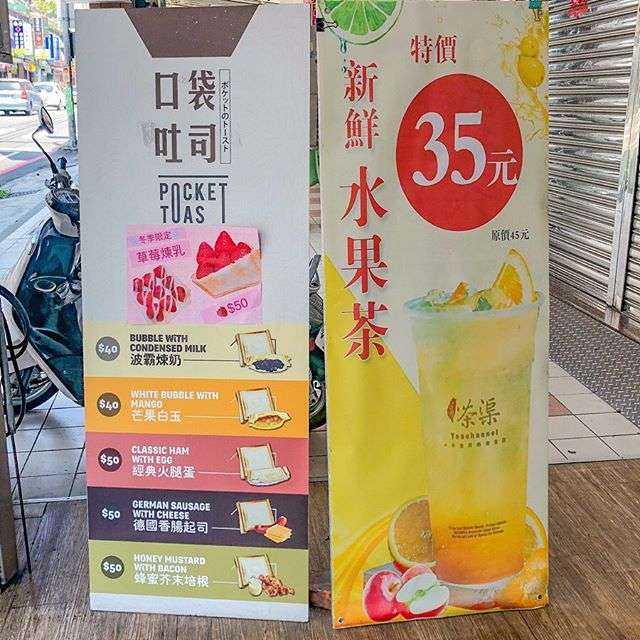 口袋
吐司
ポケットのトースト
POCKET
TOAS
冬季限定
草莓煉乳
$50
$40
BUBBLE WiTH
CONDENSED MILK
波霸煉奶
$40
WHITE BUBBLE WiTH
MANGO
芒果白玉
$50
CLASSIC HAM
WiTH EGG
經典火腿蛋
$50
GERMAN SAUSAGE
WiTH CHEESE
德國香腸起司
$50
HONEY MUSTARD
WiTH BACON
蜂蜜芥末培根
特價
35元
原價45元
新鮮水果茶
茶渠
Teachannel